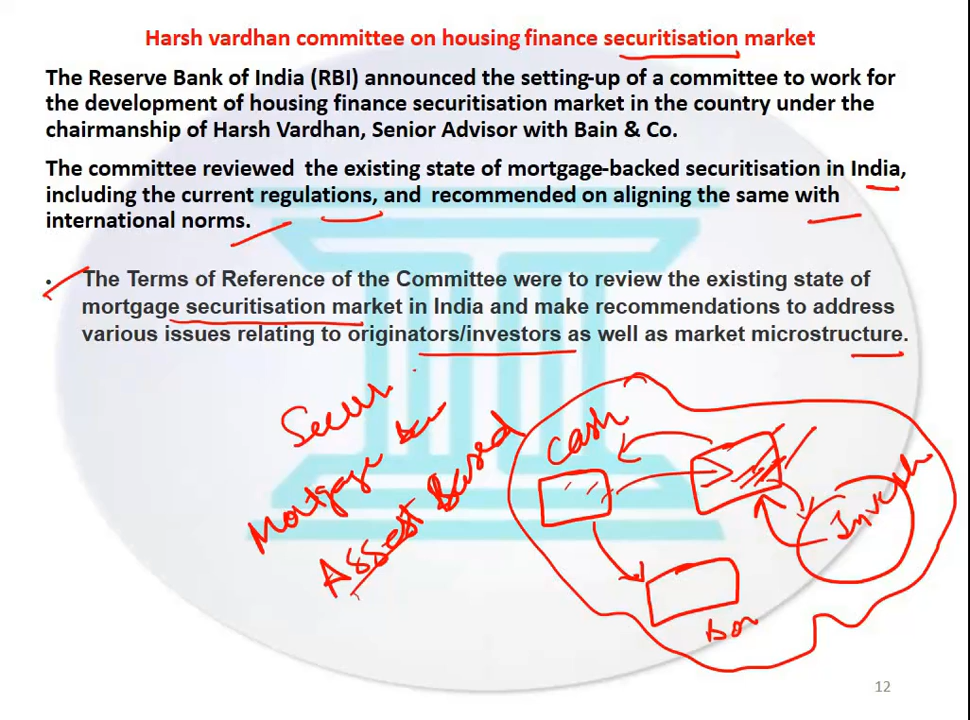 Harsh vardhan committee on housing finance securitisation market
The Reserve Bank of India (RBI) announced the setting-up of a committee to work for
the development of housing finance securitisation market in the country under the
chairmanship of Harsh Vardhan, Senior Advisor with Bain & Co.
The committee reviewed the existing state of mortgage-backed securitisation in India,
including the current regulations, and recommended on aligning the same with
international norms.
• The Terms of Reference of the Committee were to review the existing state of
mortgage securitisation market in India and make recommendations to address
various issues relating to originators/investors as well as market microstructure.
Secur
Mortgage
Asset Based
Cash
12